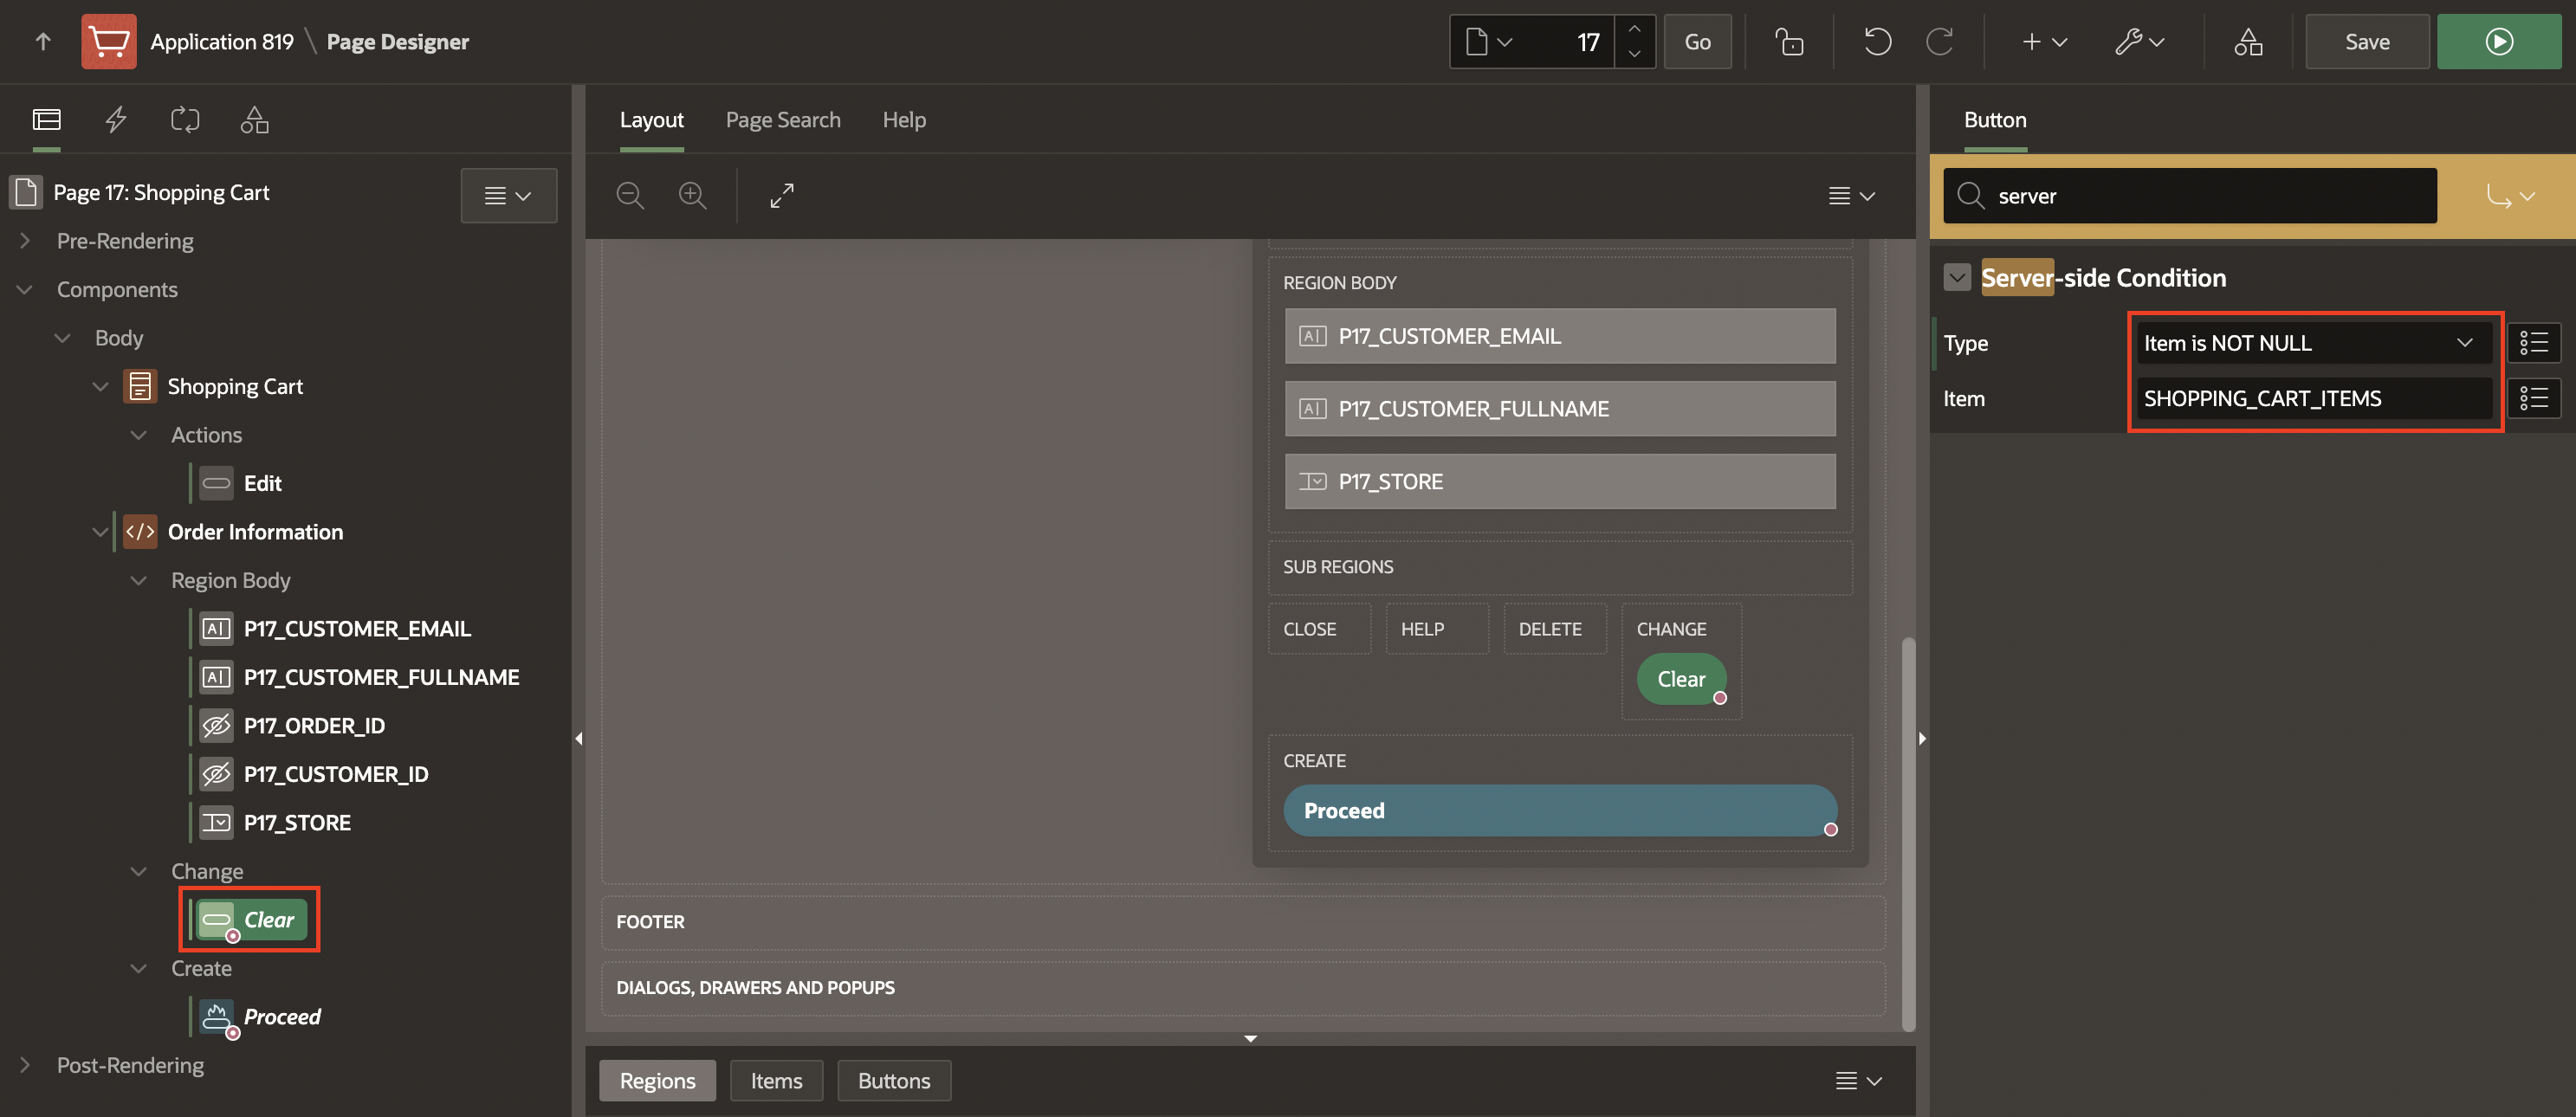 Application 819 \ Page Designer
17
Go
Save
Layout
Page Search
Help
Button
Page 17: Shopping Cart
server
Pre-Rendering
Components
Body
Shopping Cart
Actions
Edit
Order Information
Region Body
P17_CUSTOMER_EMAIL
P17_CUSTOMER_FULLNAME
P17_ORDER_ID
P17_CUSTOMER_ID
P17_STORE
Change
Clear
Create
Proceed
Post-Rendering
REGION BODY
P17_CUSTOMER_EMAIL
P17_CUSTOMER_FULLNAME
P17_STORE
SUB REGIONS
CLOSE
HELP
DELETE
CHANGE
Clear
CREATE
Proceed
FOOTER
DIALOGS, DRAWERS AND POPUPS
Regions
Items
Buttons
Server-side Condition
Type
Item is NOT NULL
Item
SHOPPING_CART_ITEMS